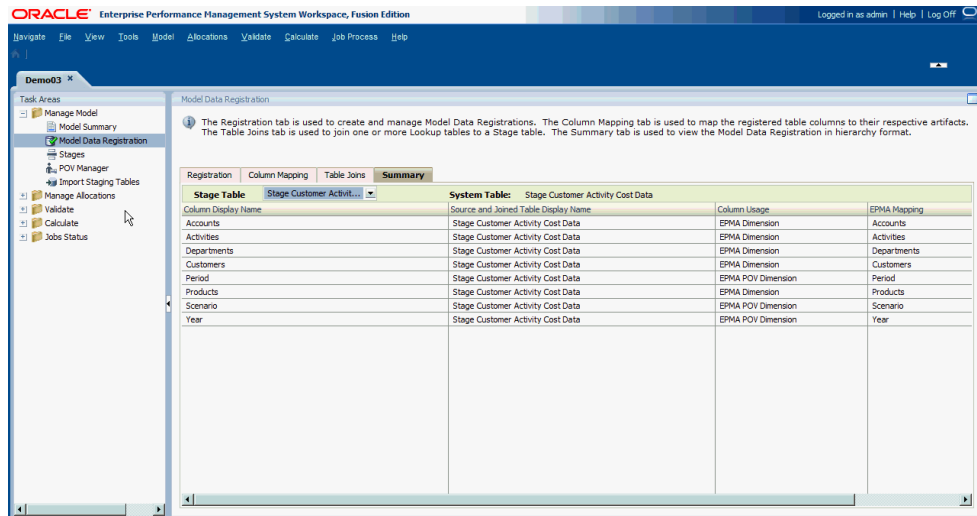 ORACLE Enterprise Performance Management System Workspace, Fusion Edition
Logged in as admin | Help | Log Off
Navigate File View Tools Model Allocations Validate Calculate Job Process Help
Demo03 ×
Task Areas
Manage Model
Model Summary
Model Data Registration
Stages
POV Manager
Import Staging Tables
Manage Allocations
Validate
Calculate
Jobs Status
Model Data Registration
The Registration tab is used to create and manage Model Data Registrations. The Column Mapping tab is used to map the registered table columns to their respective artifacts.
The Table Joins tab is used to join one or more Lookup tables to a Stage table. The Summary tab is used to view the Model Data Registration in hierarchy format.
Registration Column Mapping Table Joins Summary
Stage Table Stage Customer Activit... System Table: Stage Customer Activity Cost Data
Column Display Name Source and Joined Table Display Name Column Usage EPMA Mapping
Accounts Stage Customer Activity Cost Data EPMA Dimension Accounts
Activities Stage Customer Activity Cost Data EPMA Dimension Activities
Departments Stage Customer Activity Cost Data EPMA Dimension Departments
Customers Stage Customer Activity Cost Data EPMA Dimension Customers
Period Stage Customer Activity Cost Data EPMA POV Dimension Period
Products Stage Customer Activity Cost Data EPMA Dimension Products
Scenario Stage Customer Activity Cost Data EPMA POV Dimension Scenario
Year Stage Customer Activity Cost Data EPMA POV Dimension Year